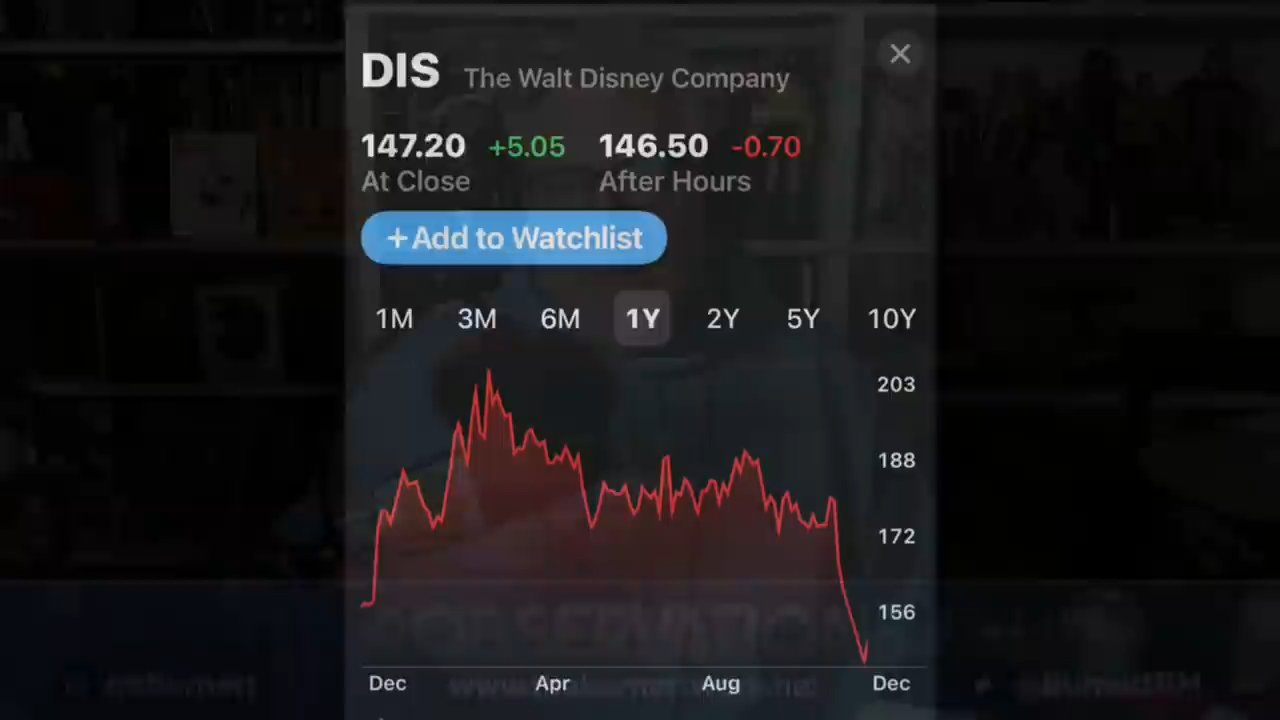 DIS The Walt Disney Company
147.20 +5.05 146.50 -0.70
At Close After Hours
+Add to Watchlist
1M 3M 6M 1Y 2Y 5Y 10Y
203
188
172
156
Dec Apr Aug Dec